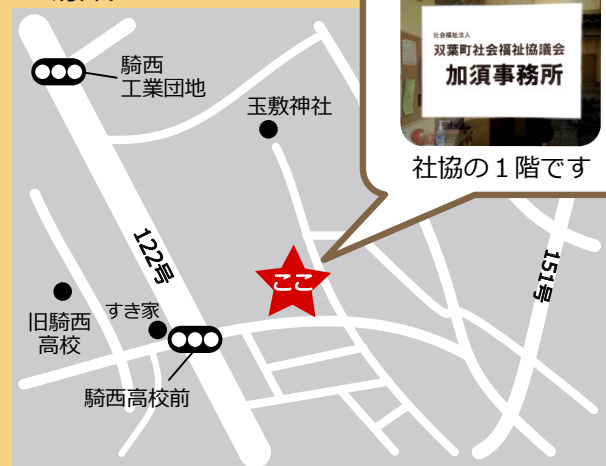 社会福祉法人
双葉町社会福祉協議会
加須事務所
社協の1階です
騎西
工業団地
玉敷神社
122号
151号
ここ
旧騎西
高校
すき家
騎西高校前